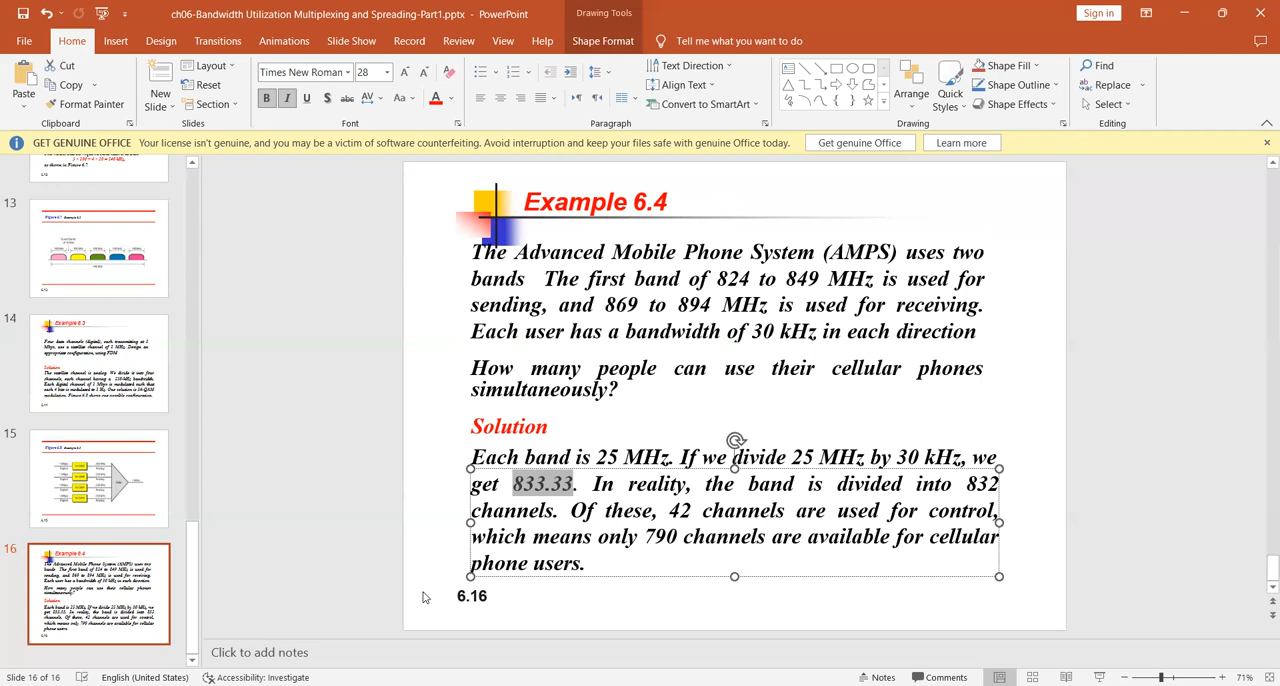 ch06-Bandwidth Utilization Multiplexing and Spreading-Part1.pptx - PowerPoint
Drawing Tools
Sign in
File Home Insert Design Transitions Animations Slide Show Record Review View Help Shape Format Tell me what you want to do
Paste
Cut
Copy
Format Painter
Clipboard
New Slide
Layout
Reset
Section
Slides
Times New Roman 28
B I U S abc AV Aa A
Font
Text Direction
Align Text
Convert to SmartArt
Paragraph
Arrange
Quick Styles
Shape Fill
Shape Outline
Shape Effects
Drawing
Find
Replace
Select
Editing
GET GENUINE OFFICE Your license isn't genuine, and you may be a victim of software counterfeiting. Avoid interruption and keep your files safe with genuine Office today. Get genuine Office Learn more
13
14
Example 6.3
Solution
15
16
Example 6.4
Solution
Example 6.4
The Advanced Mobile Phone System (AMPS) uses two
bands The first band of 824 to 849 MHz is used for
sending, and 869 to 894 MHz is used for receiving.
Each user has a bandwidth of 30 kHz in each direction
How many people can use their cellular phones
simultaneously?
Solution
Each band is 25 MHz. If we divide 25 MHz by 30 kHz, we
get 833.33. In reality, the band is divided into 832
channels. Of these, 42 channels are used for control,
which means only 790 channels are available for cellular
phone users.
6.16
Click to add notes
Slide 16 of 16 English (United States) Accessibility: Investigate Notes Comments 71%